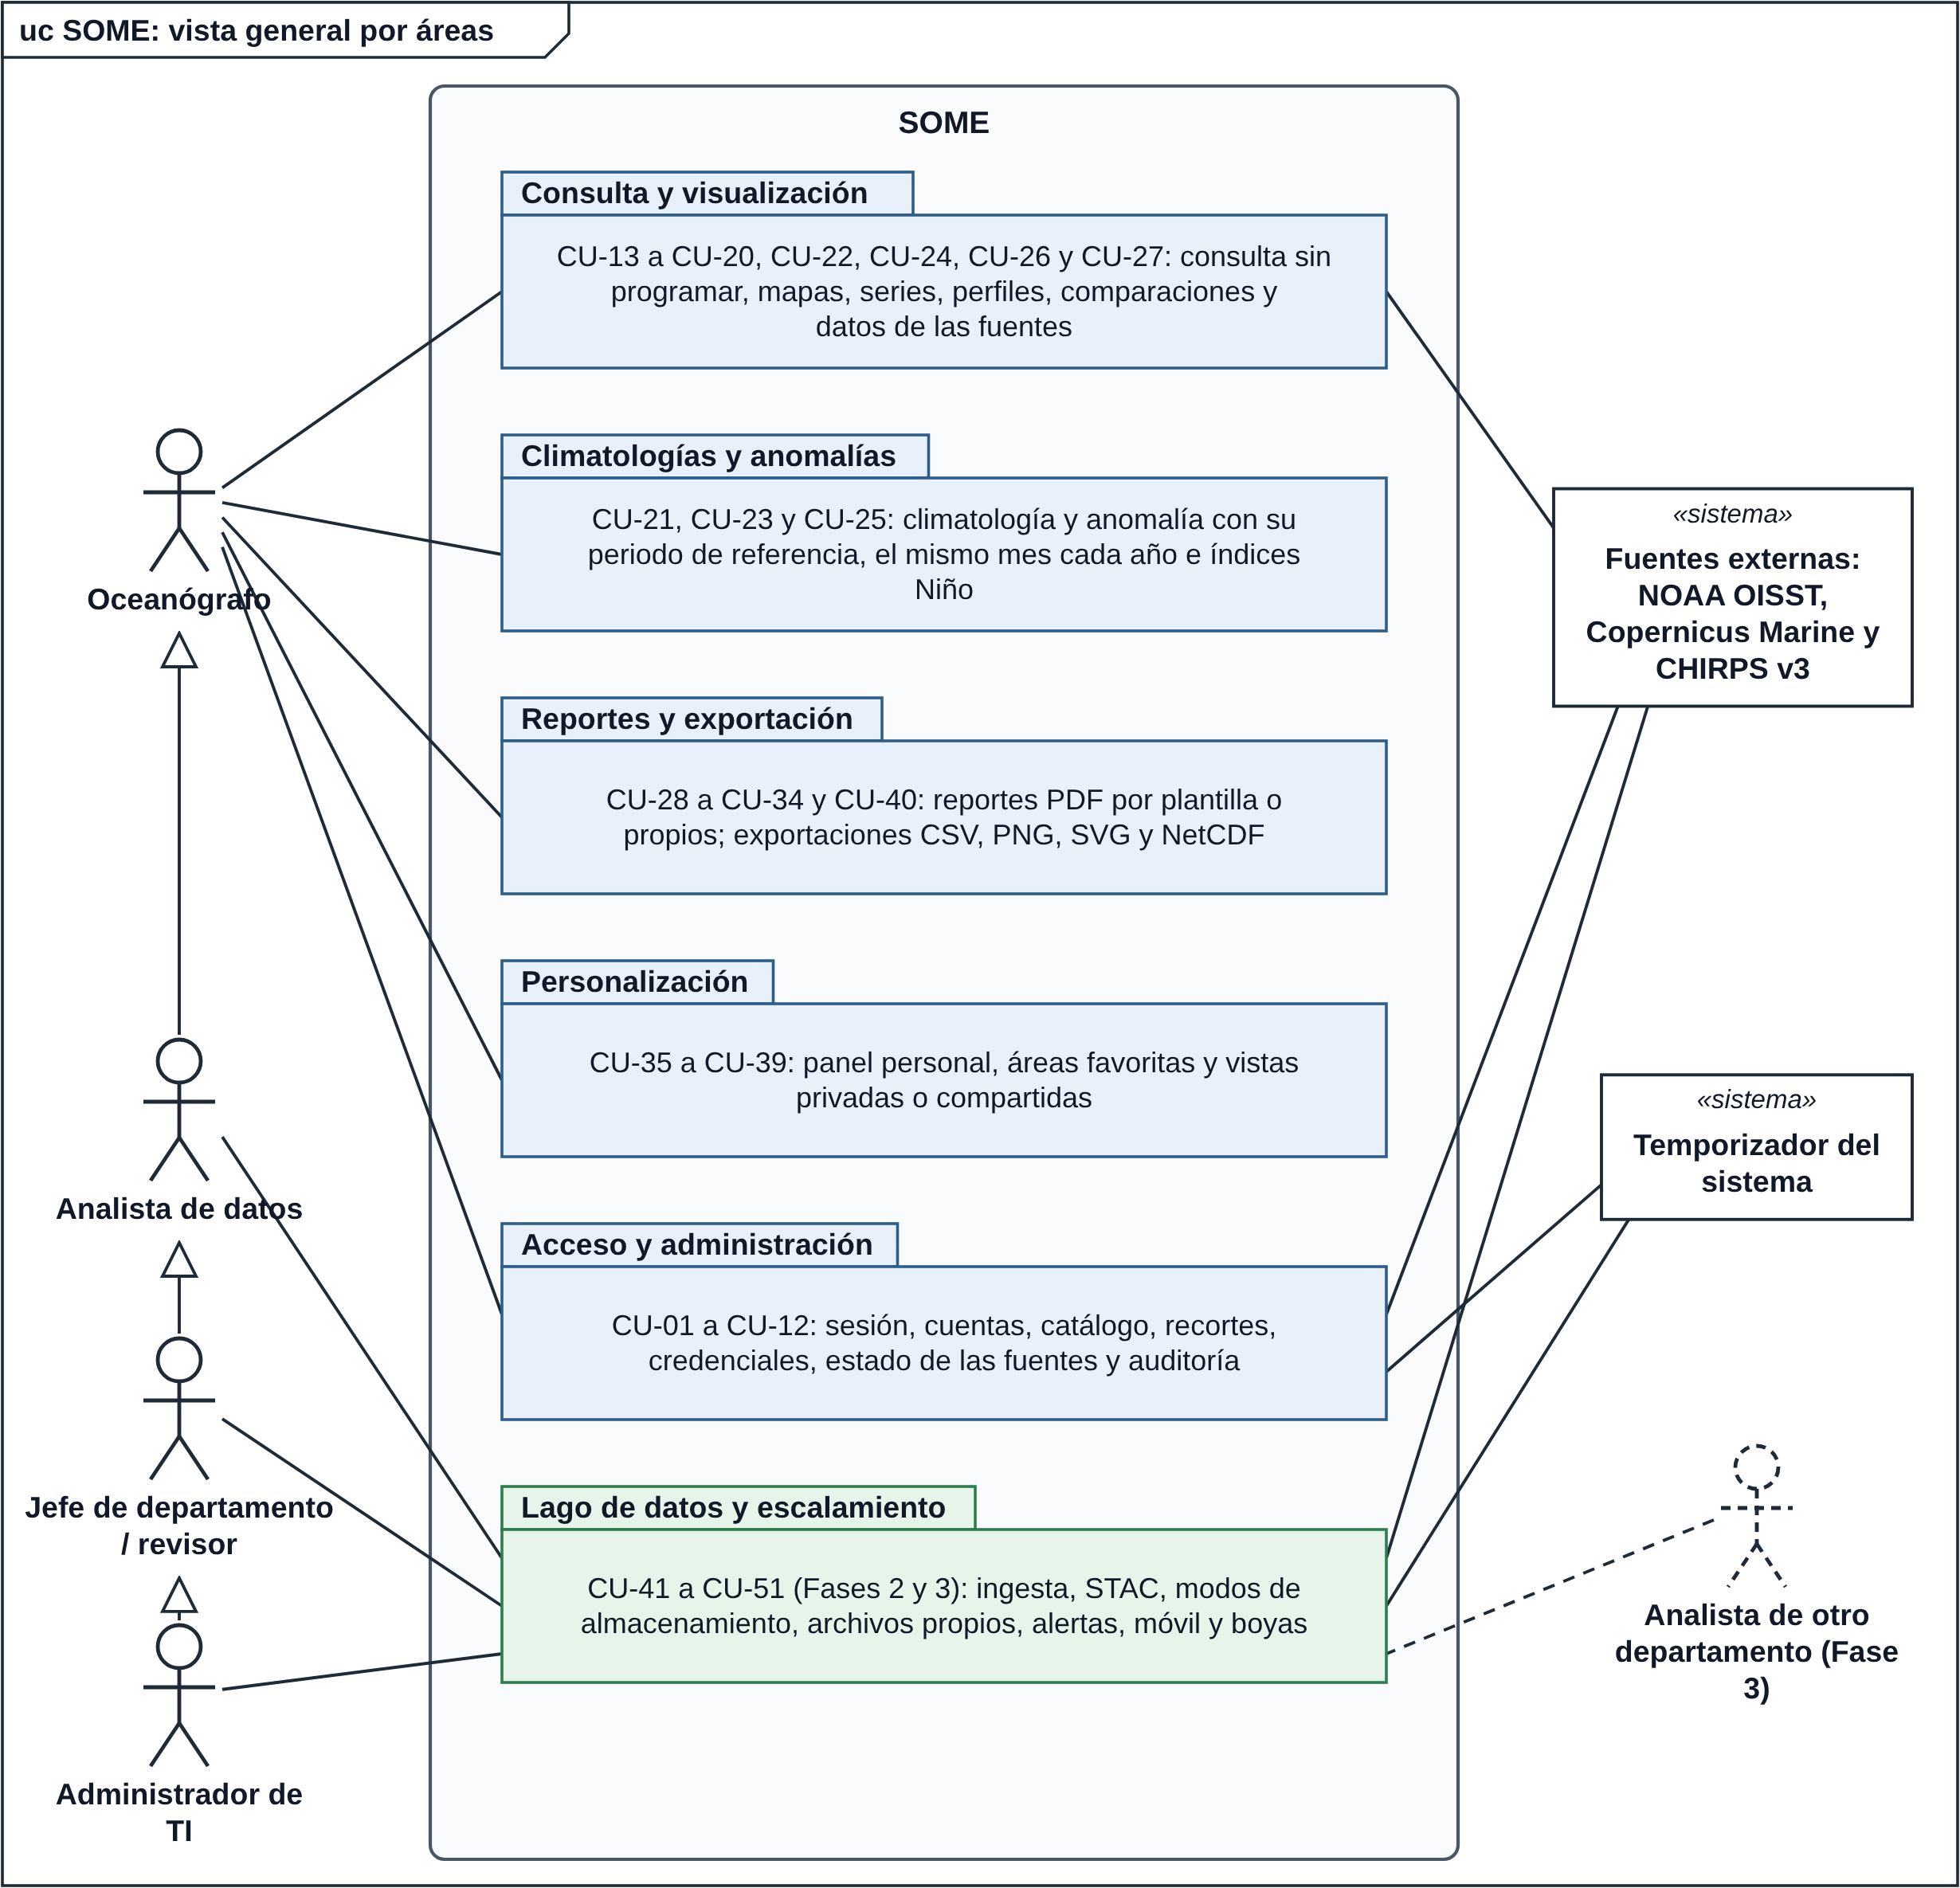 uc SOME: vista general por áreas
SOME
Consulta y visualización
CU-13 a CU-20, CU-22, CU-24, CU-26 y CU-27: consulta sin
programar, mapas, series, perfiles, comparaciones y
datos de las fuentes
Climatologías y anomalías
CU-21, CU-23 y CU-25: climatología y anomalía con su
periodo de referencia, el mismo mes cada año e índices
Niño
Reportes y exportación
CU-28 a CU-34 y CU-40: reportes PDF por plantilla o
propios; exportaciones CSV, PNG, SVG y NetCDF
Personalización
CU-35 a CU-39: panel personal, áreas favoritas y vistas
privadas o compartidas
Acceso y administración
CU-01 a CU-12: sesión, cuentas, catálogo, recortes,
credenciales, estado de las fuentes y auditoría
Lago de datos y escalamiento
CU-41 a CU-51 (Fases 2 y 3): ingesta, STAC, modos de
almacenamiento, archivos propios, alertas, móvil y boyas
Oceanógrafo
Analista de datos
Jefe de departamento
/ revisor
Administrador de
TI
«sistema»
Fuentes externas:
NOAA OISST,
Copernicus Marine y
CHIRPS v3
«sistema»
Temporizador del
sistema
Analista de otro
departamento (Fase
3)